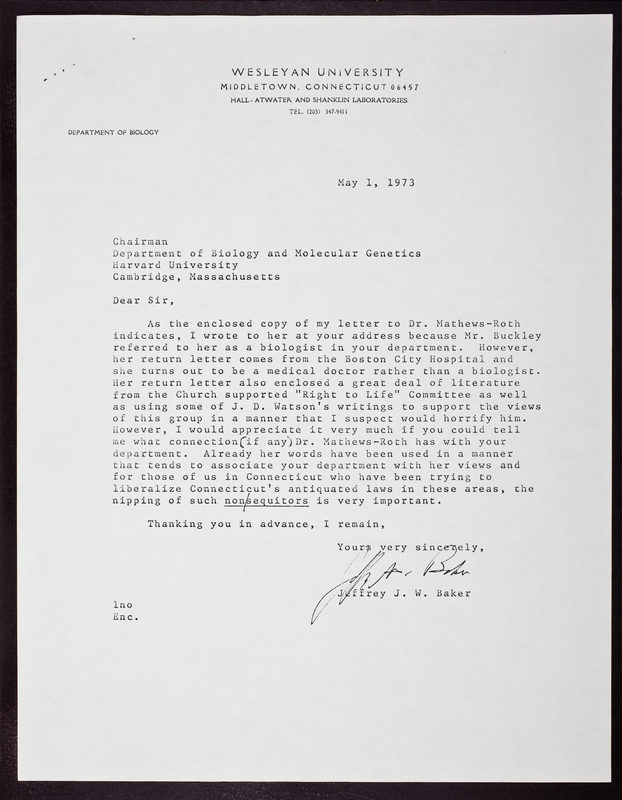 WESLEYAN UNIVERSITY
MIDDLETOWN, CONNECTICUT 06457
HALL-ATWATER AND SHANKLIN LABORATORIES
TEL. (203) 347-9411
DEPARTMENT OF BIOLOGY
May 1, 1973
Chairman
Department of Biology and Molecular Genetics
Harvard University
Cambridge, Massachusetts
Dear Sir,
As the enclosed copy of my letter to Dr. Mathews-Roth
indicates, I wrote to her at your address because Mr. Buckley
referred to her as a biologist in your department. However,
her return letter comes from the Boston City Hospital and
she turns out to be a medical doctor rather than a biologist.
Her return letter also enclosed a great deal of literature
from the Church supported "Right to Life" Committee as well
as using some of J. D. Watson's writings to support the views
of this group in a manner that I suspect would horrify him.
However, I would appreciate it very much if you could tell
me what connection(if any)Dr. Mathews-Roth has with your
department. Already her words have been used in a manner
that tends to associate your department with her views and
for those of us in Connecticut who have been trying to
liberalize Connecticut's antiquated laws in these areas, the
nipping of such nonsequitors is very important.
Thanking you in advance, I remain,
Yours very sincerely,
Jeffrey J. W. Baker
lno
Enc.